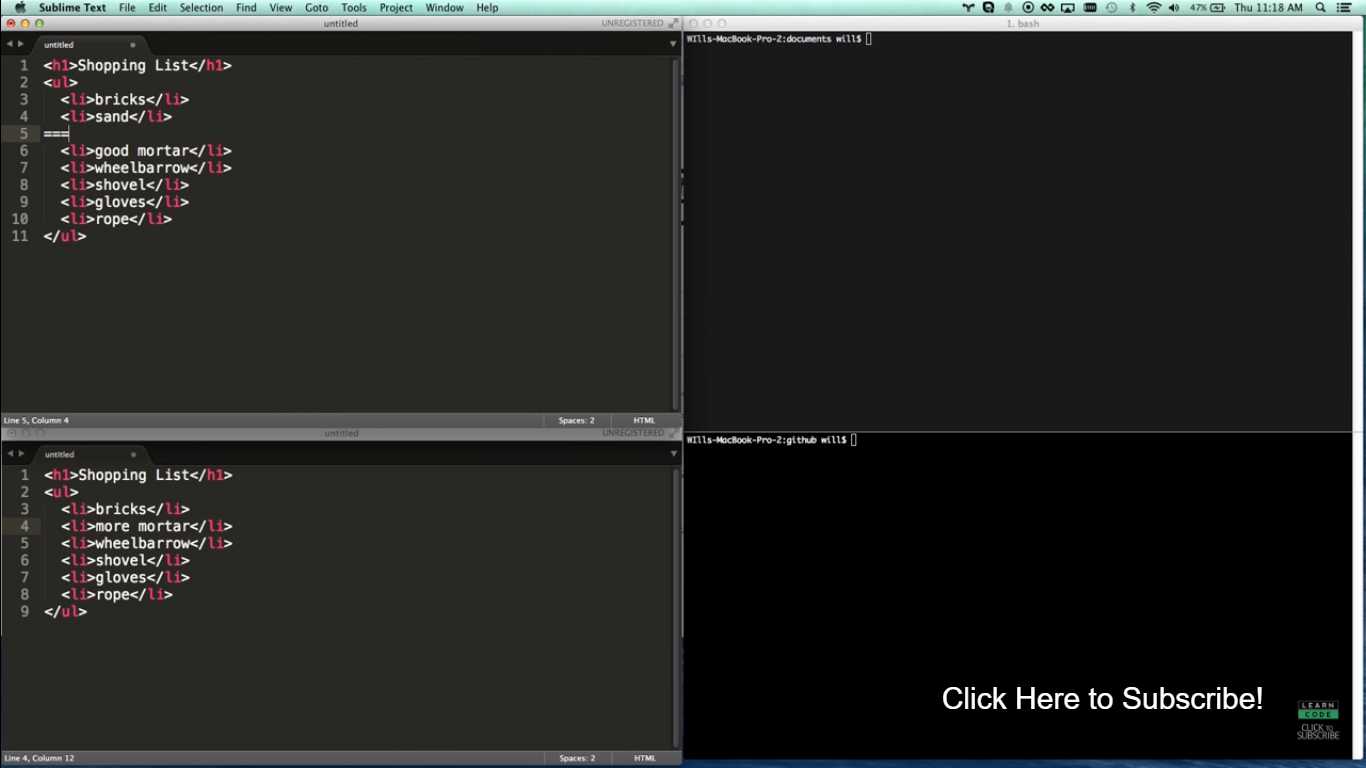 Sublime Text File Edit Selection Find View Goto Tools Project Window Help 47% Thu 11:18 AM
untitled UNREGISTERED
1. bash
untitled
WIlls-MacBook-Pro-2:documents will$
1 <h1>Shopping List</h1>
2 <ul>
3 <li>bricks</li>
4 <li>sand</li>
5 ===
6 <li>good mortar</li>
7 <li>wheelbarrow</li>
8 <li>shovel</li>
9 <li>gloves</li>
10 <li>rope</li>
11 </ul>
Line 5, Column 4 Spaces: 2 HTML
untitled UNREGISTERED
WIlls-MacBook-Pro-2:github will$
untitled
1 <h1>Shopping List</h1>
2 <ul>
3 <li>bricks</li>
4 <li>more mortar</li>
5 <li>wheelbarrow</li>
6 <li>shovel</li>
7 <li>gloves</li>
8 <li>rope</li>
9 </ul>
Line 4, Column 12 Spaces: 2 HTML
Click Here to Subscribe!
LEARN
CODE
CLICK TO
SUBSCRIBE